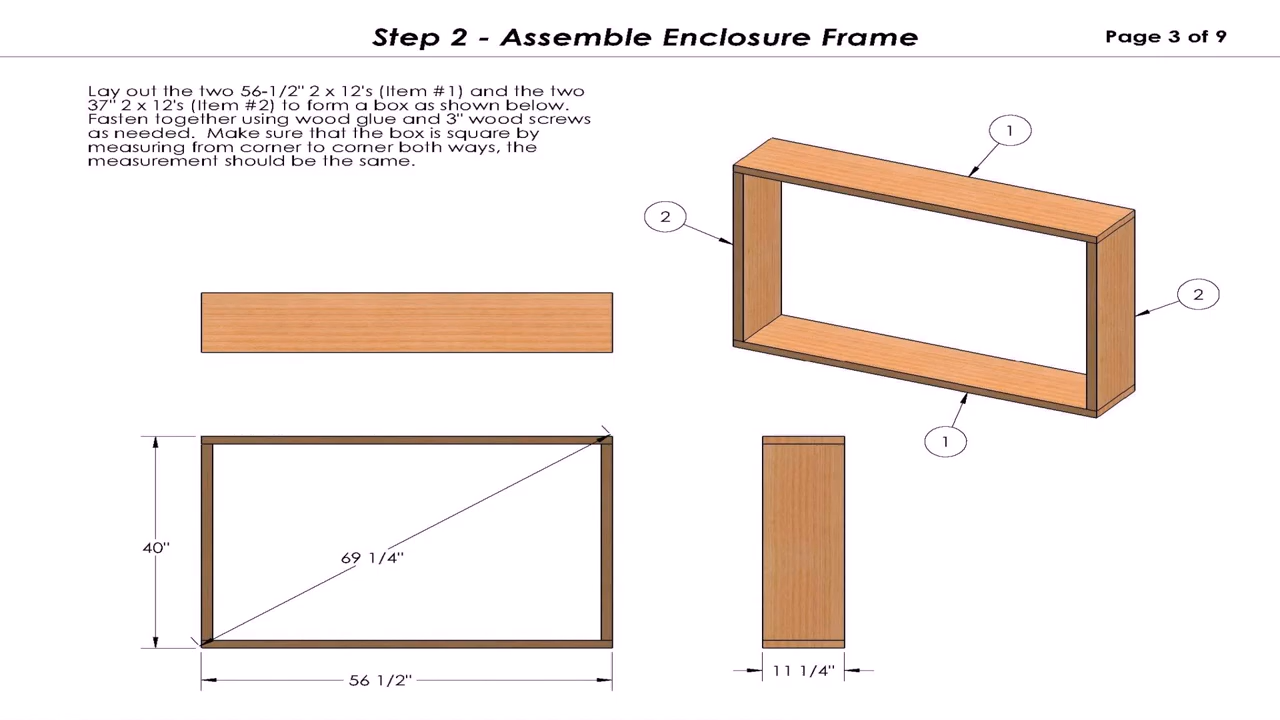 Step 2 - Assemble Enclosure Frame
Page 3 of 9
Lay out the two 56-1/2" 2 x 12's (Item #1) and the two
37" 2 x 12's (Item #2) to form a box as shown below.
Fasten together using wood glue and 3" wood screws
as needed.  Make sure that the box is square by
measuring from corner to corner both ways, the
measurement should be the same.
1
2
2
1
40"
69 1/4"
56 1/2"
11 1/4"